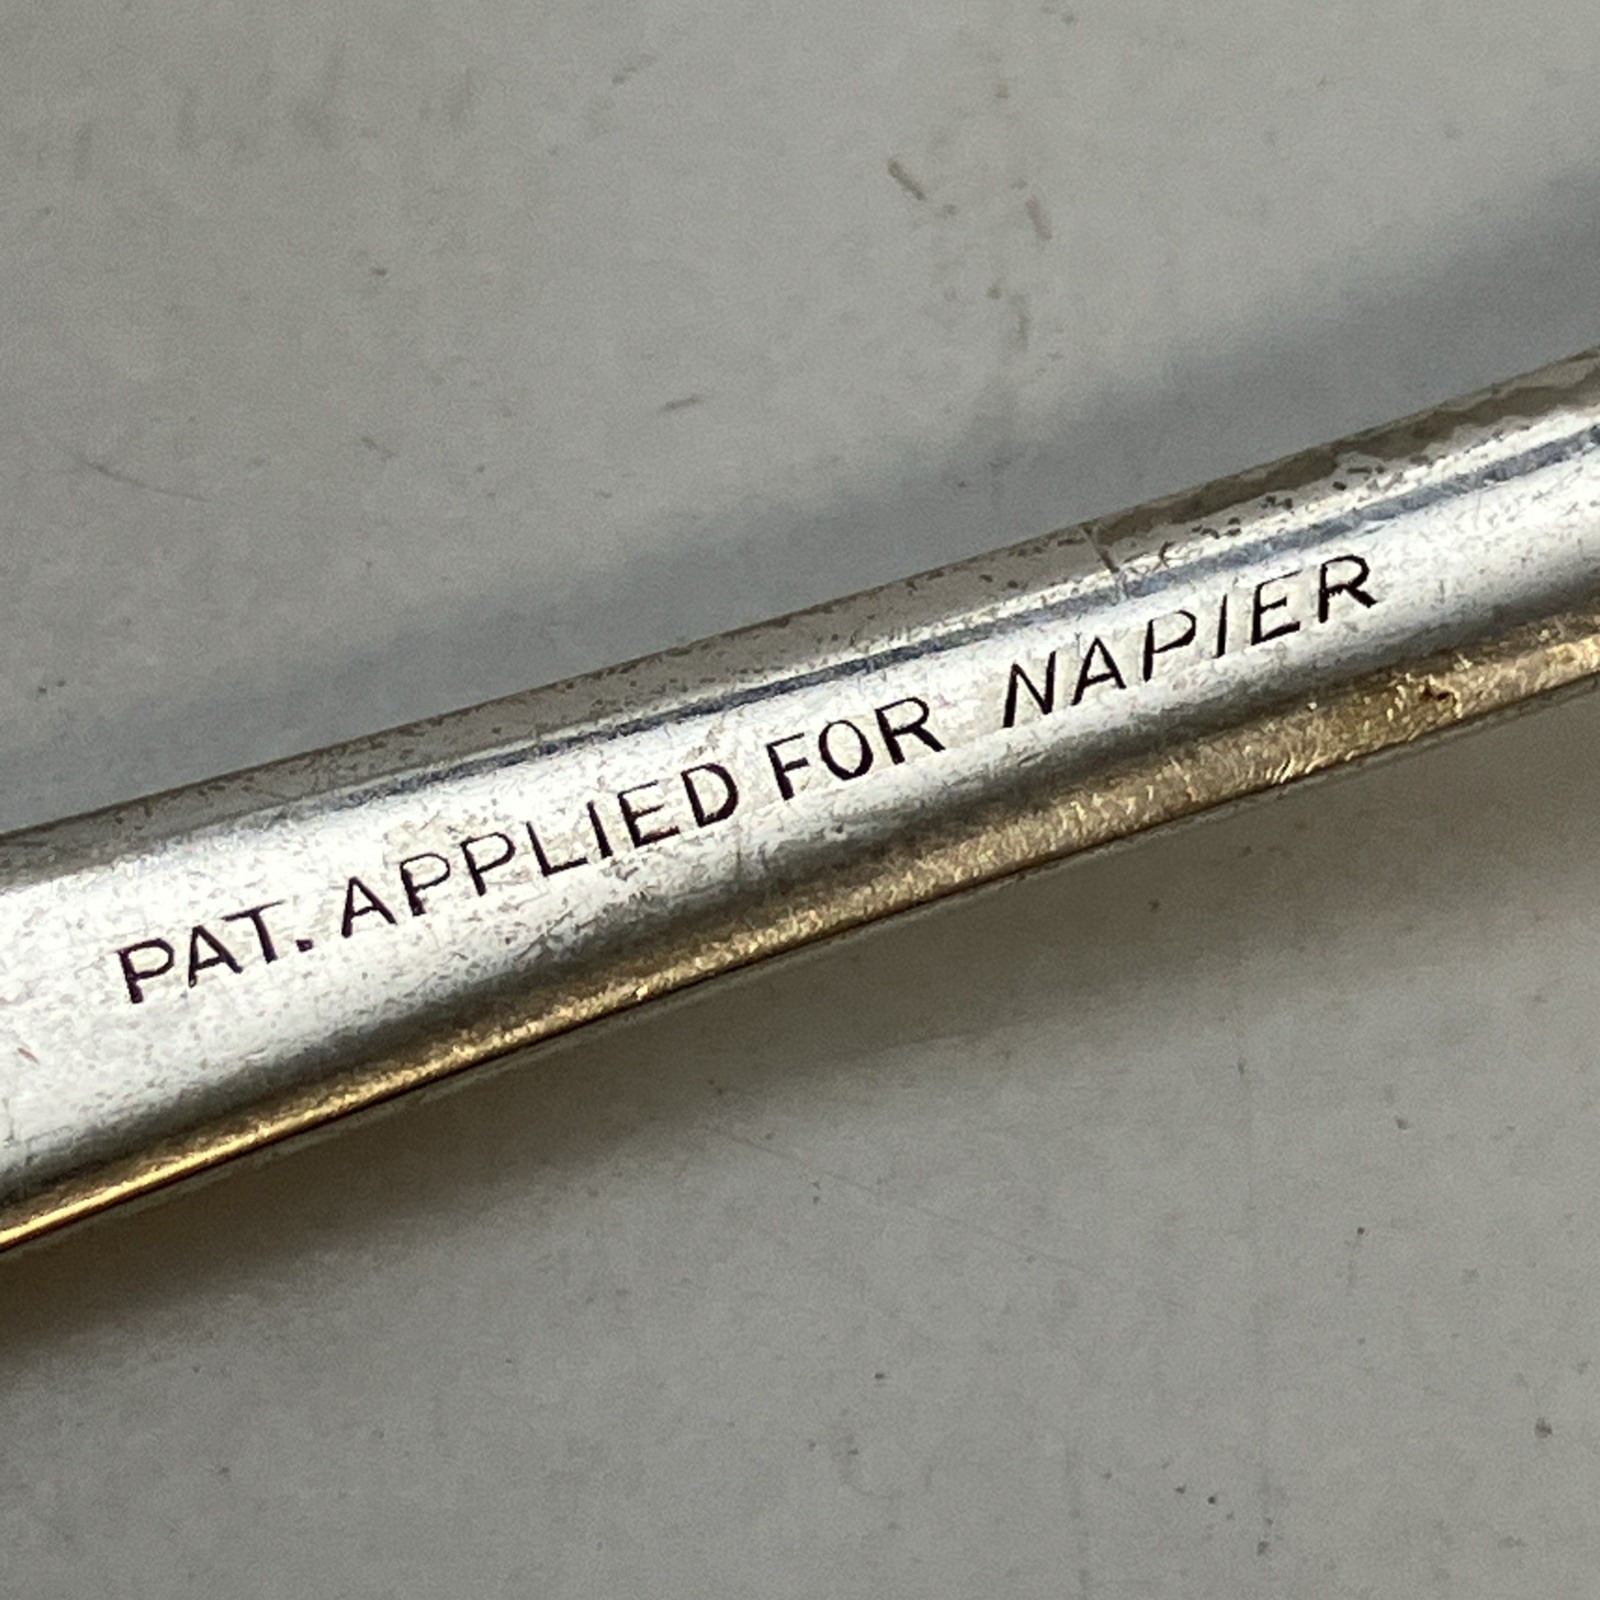 PAT. APPLIED FOR NAPIER